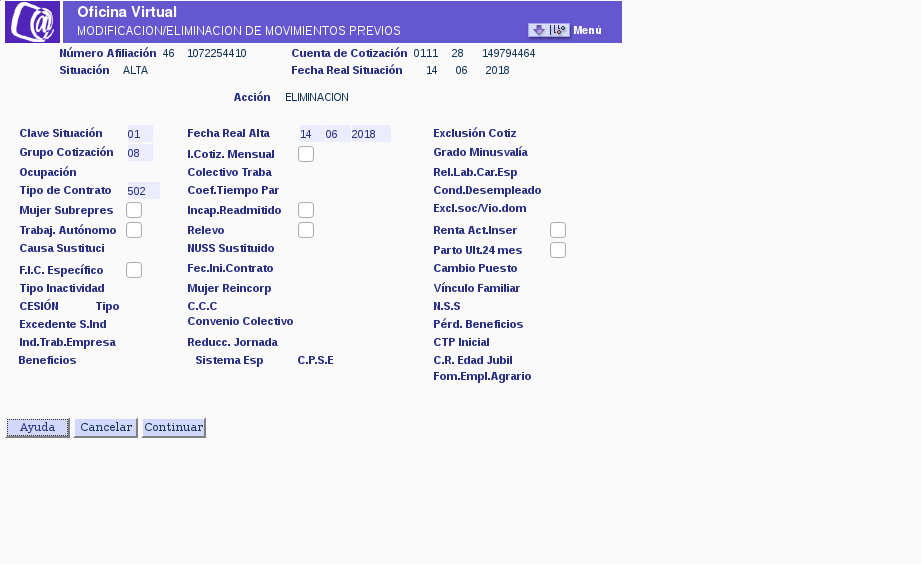 Oficina Virtual
MODIFICACION/ELIMINACION DE MOVIMIENTOS PREVIOS
Menú
Número Afiliación 46 1072254410 Cuenta de Cotización 0111 28 149794464
Situación ALTA Fecha Real Situación 14 06 2018
Acción ELIMINACION
Clave Situación 01 Fecha Real Alta 14 06 2018 Exclusión Cotiz
Grupo Cotización 08 I.Cotiz. Mensual Grado Minusvalía
Ocupación Colectivo Traba Rel.Lab.Car.Esp
Tipo de Contrato 502 Coef.Tiempo Par Cond.Desempleado
Mujer Subrepres Incap.Readmitido Excl.soc/Vio.dom
Trabaj. Autónomo Relevo Renta Act.Inser
Causa Sustituci NUSS Sustituido Parto Ult.24 mes
F.I.C. Específico Fec.Ini.Contrato Cambio Puesto
Tipo Inactividad Mujer Reincorp Vínculo Familiar
CESIÓN Tipo C.C.C N.S.S
Excedente S.Ind Convenio Colectivo Pérd. Beneficios
Ind.Trab.Empresa Reducc. Jornada CTP Inicial
Beneficios Sistema Esp C.P.S.E C.R. Edad Jubil
Fom.Empl.Agrario
Ayuda Cancelar Continuar